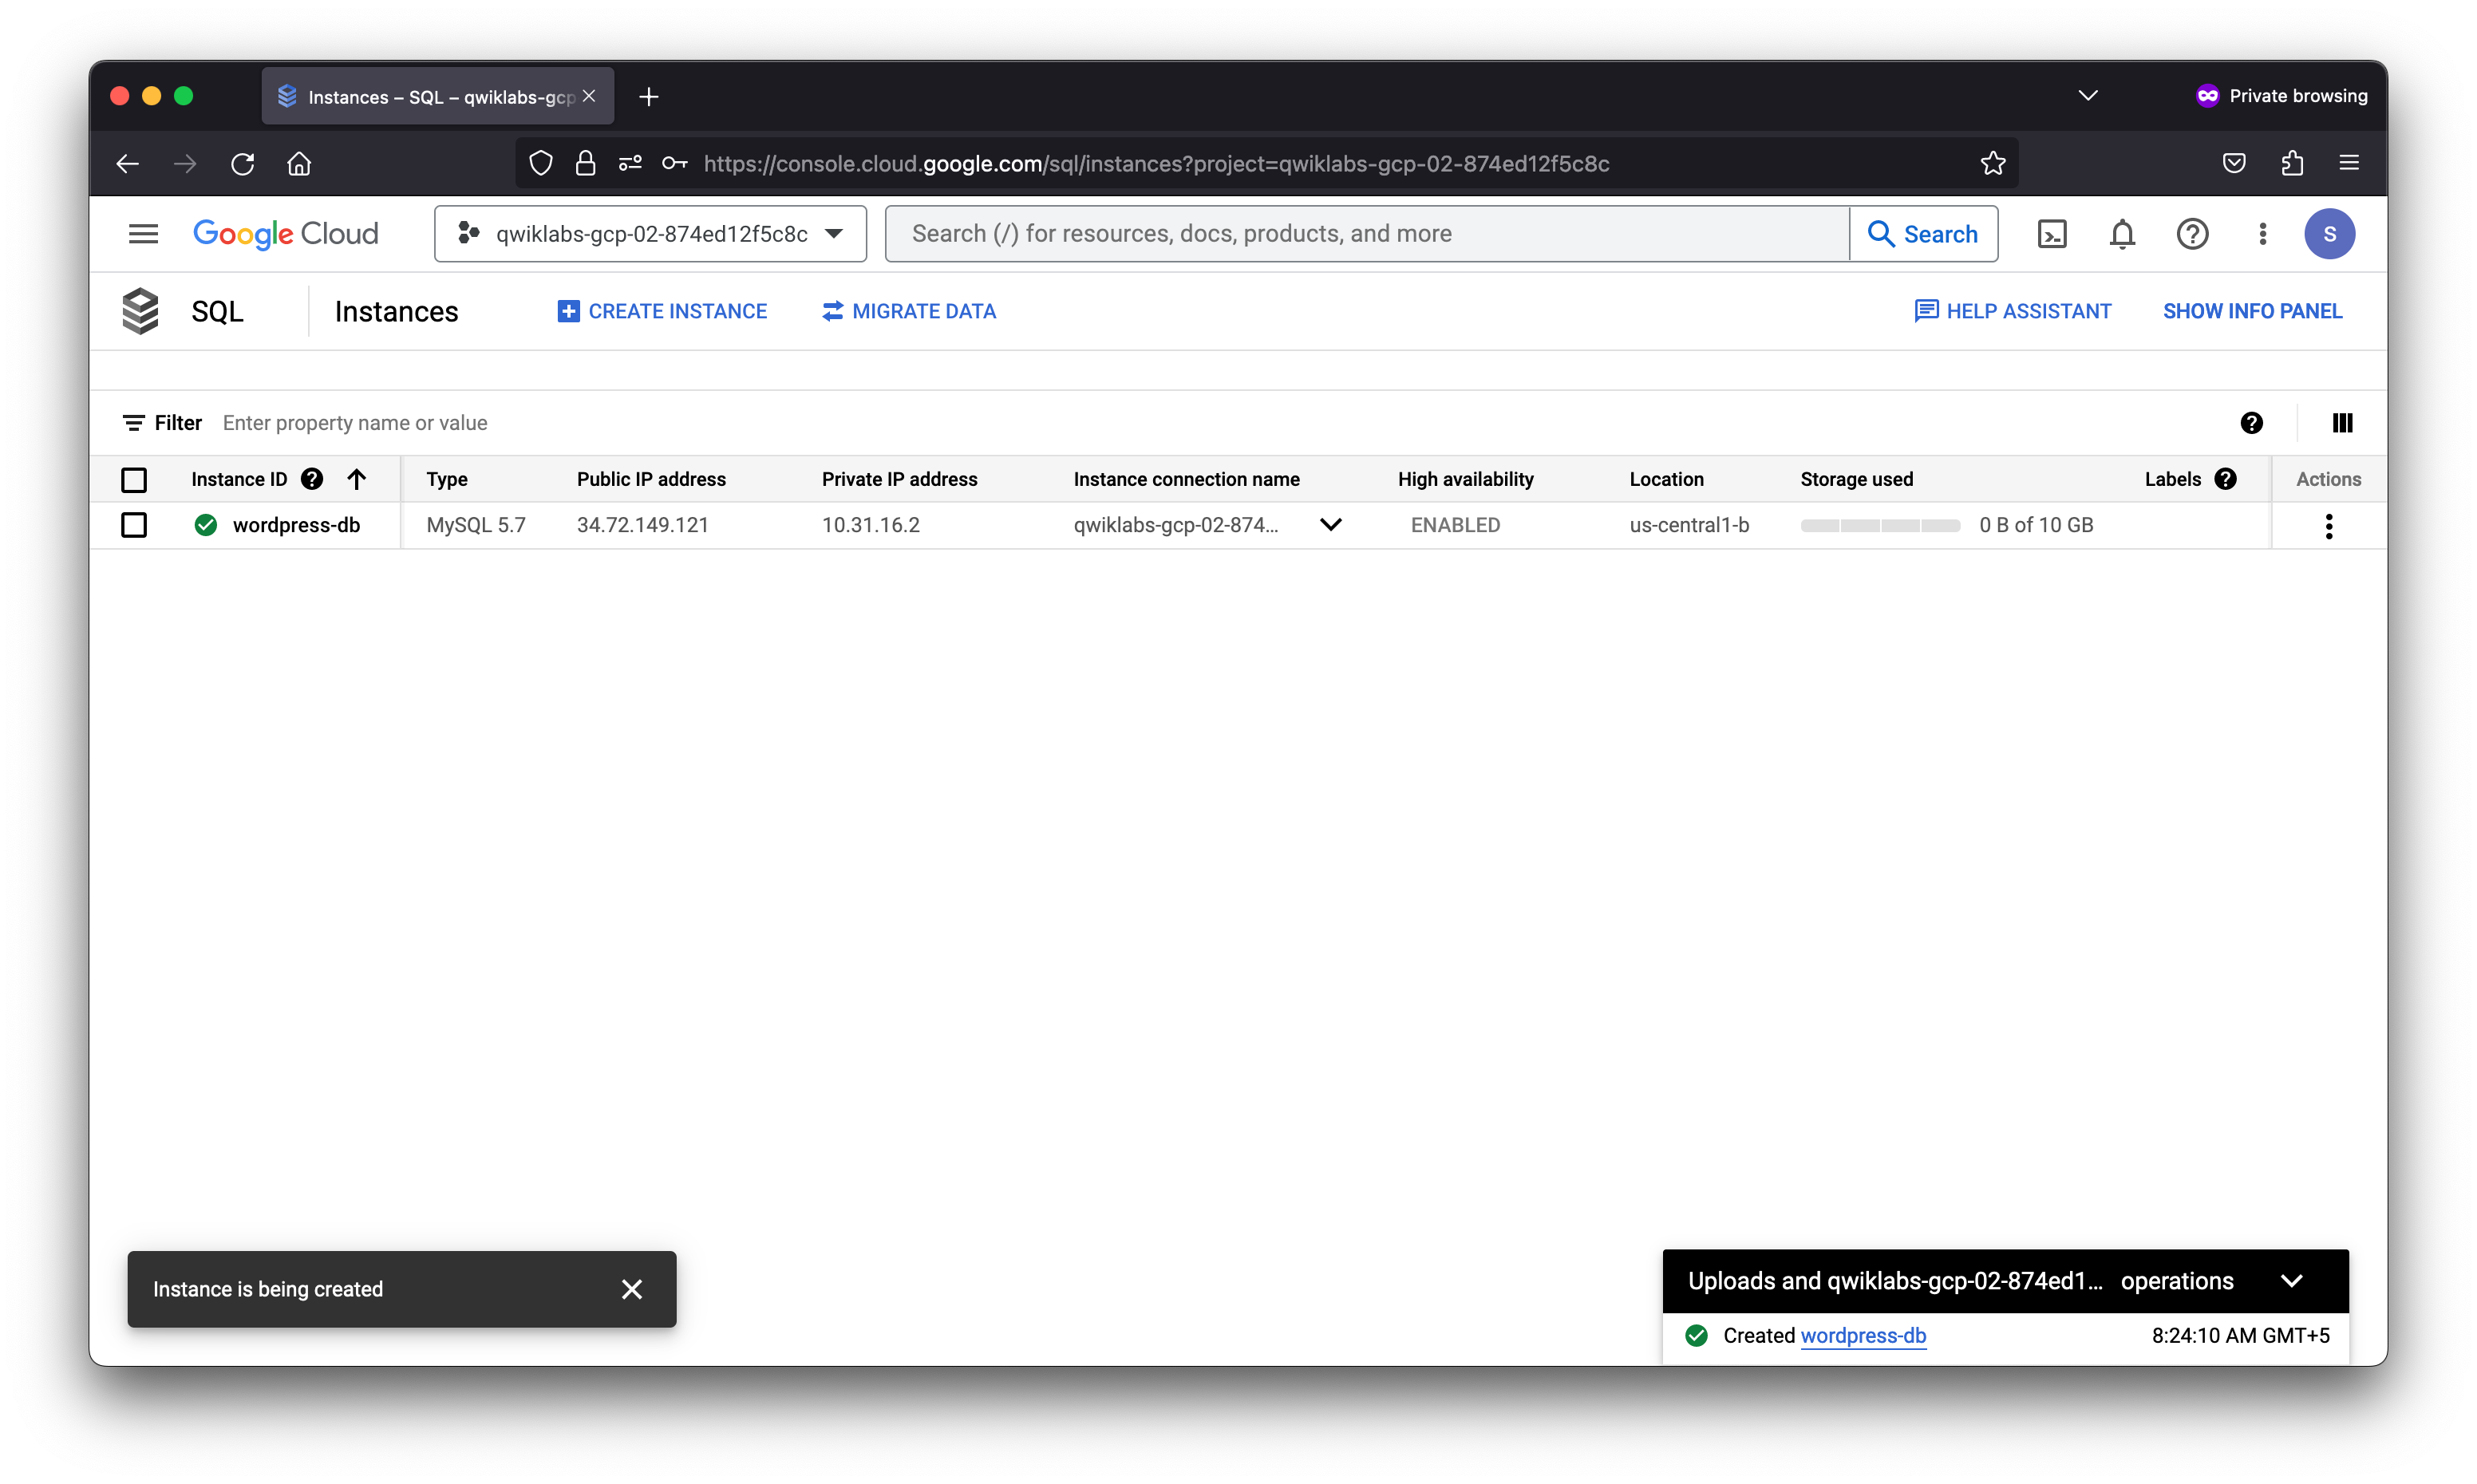 Instances – SQL – qwiklabs-gcp
Private browsing
https://console.cloud.google.com/sql/instances?project=qwiklabs-gcp-02-874ed12f5c8c
Google Cloud
qwiklabs-gcp-02-874ed12f5c8c
Search (/) for resources, docs, products, and more
Search
S
SQL
Instances
CREATE INSTANCE
MIGRATE DATA
HELP ASSISTANT
SHOW INFO PANEL
Filter Enter property name or value
Instance ID Type Public IP address Private IP address Instance connection name High availability Location Storage used Labels Actions
wordpress-db MySQL 5.7 34.72.149.121 10.31.16.2 qwiklabs-gcp-02-874... ENABLED us-central1-b 0 B of 10 GB
Instance is being created
Uploads and qwiklabs-gcp-02-874ed1... operations
Created wordpress-db 8:24:10 AM GMT+5